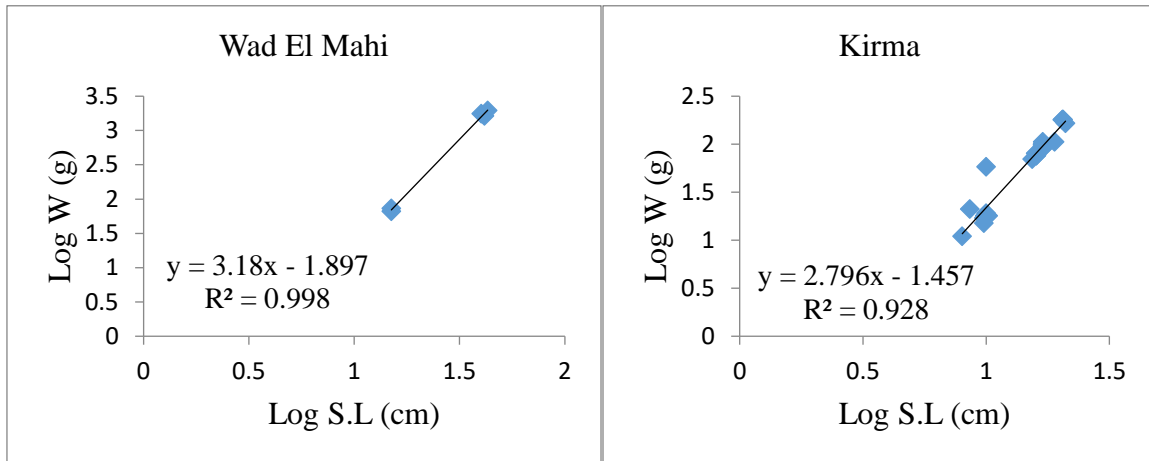 Wad El Mahi
Log W (g)
3.5
3
2.5
2
1.5
1
0.5
0
y = 3.18x - 1.897
R² = 0.998
0 0.5 1 1.5 2
Log S.L (cm)
Kirma
Log W (g)
2.5
2
1.5
1
0.5
0
y = 2.796x - 1.457
R² = 0.928
0 0.5 1 1.5
Log S.L (cm)